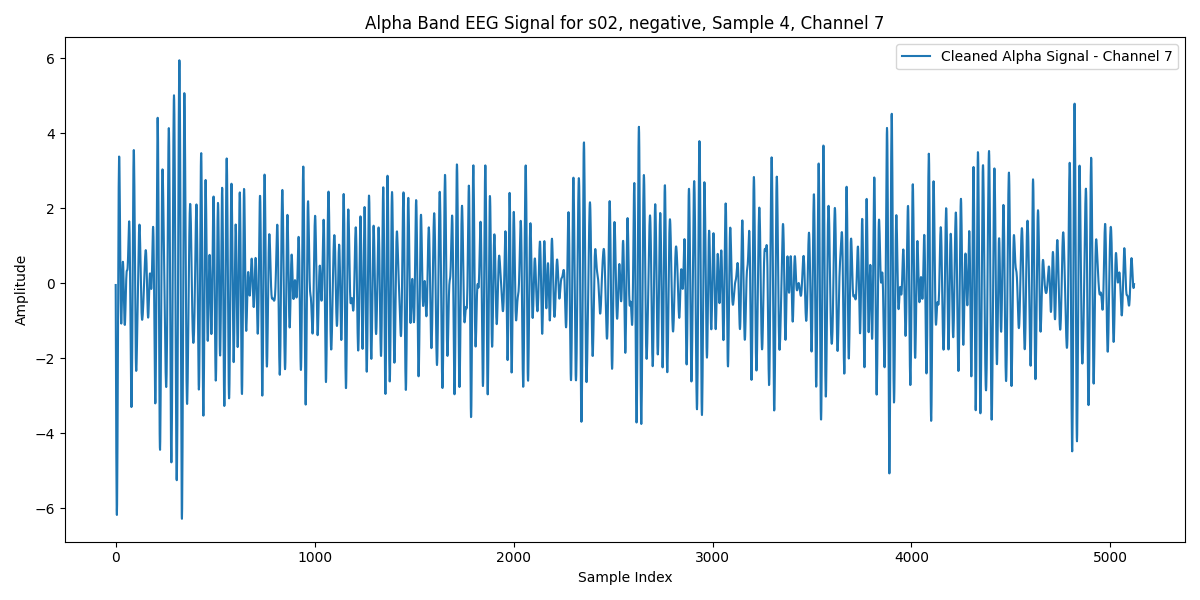 Alpha Band EEG Signal for s02, negative, Sample 4, Channel 7
Cleaned Alpha Signal - Channel 7
6
4
2
0
−2
−4
−6
Amplitude
0 1000 2000 3000 4000 5000
Sample Index